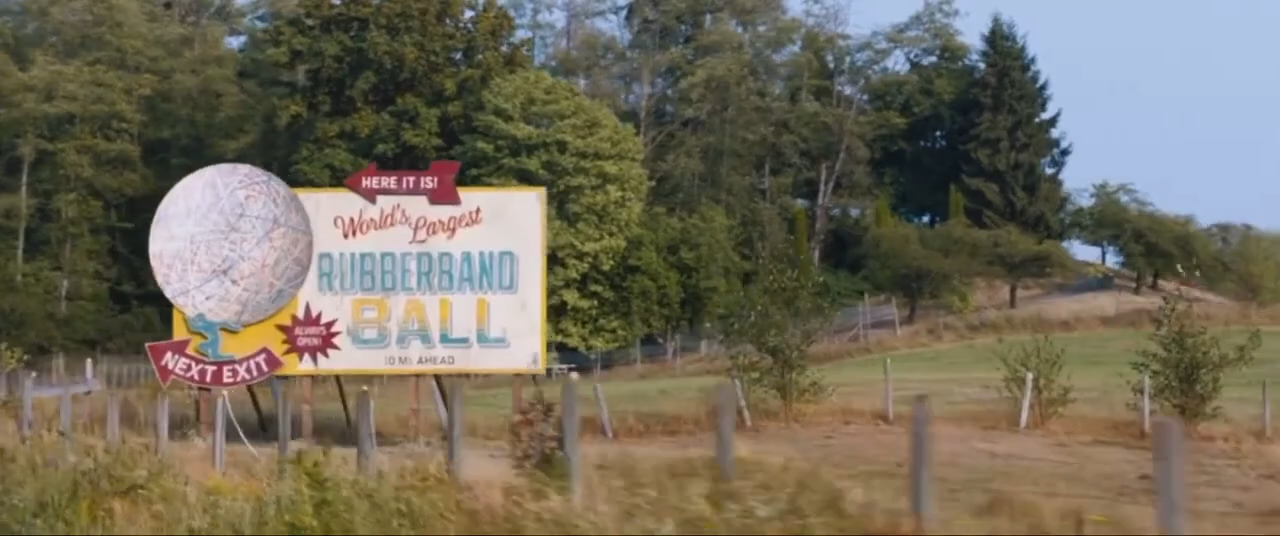 HERE IT IS!
World's Largest
RUBBERBAND
BALL
ALWAYS
OPEN!
10 MI. AHEAD
NEXT EXIT